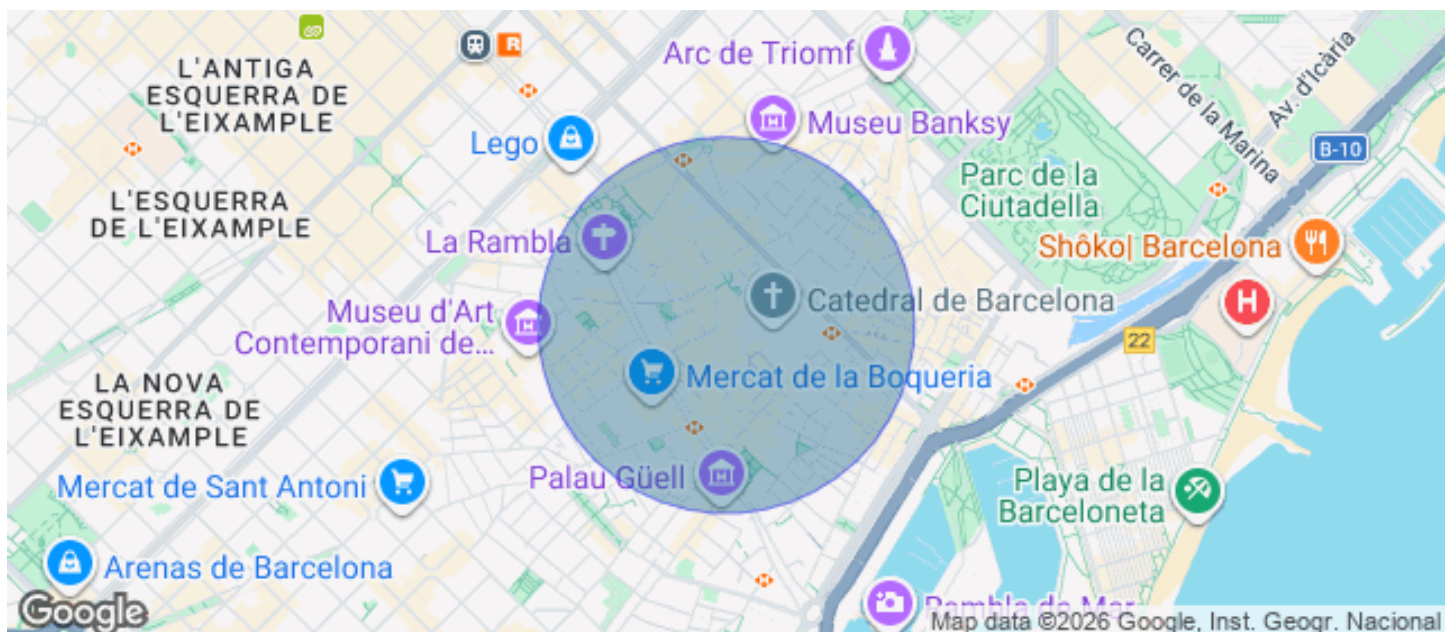 Arc de Triomf
L'ANTIGA
ESQUERRA DE
L'EIXAMPLE
R
Lego
Museu Banksy
Carrer de la Marina
Av. d'Icària
B-10
Parc de la
Ciutadella
L'ESQUERRA
DE L'EIXAMPLE
La Rambla
Shôko| Barcelona
Catedral de Barcelona
H
Museu d'Art
Contemporani de...
22
Mercat de la Boqueria
LA NOVA
ESQUERRA DE
L'EIXAMPLE
Mercat de Sant Antoni
Palau Güell
Playa de la
Barceloneta
Arenas de Barcelona
Rambla de Mar
Google
Map data ©2026 Google, Inst. Geogr. Nacional